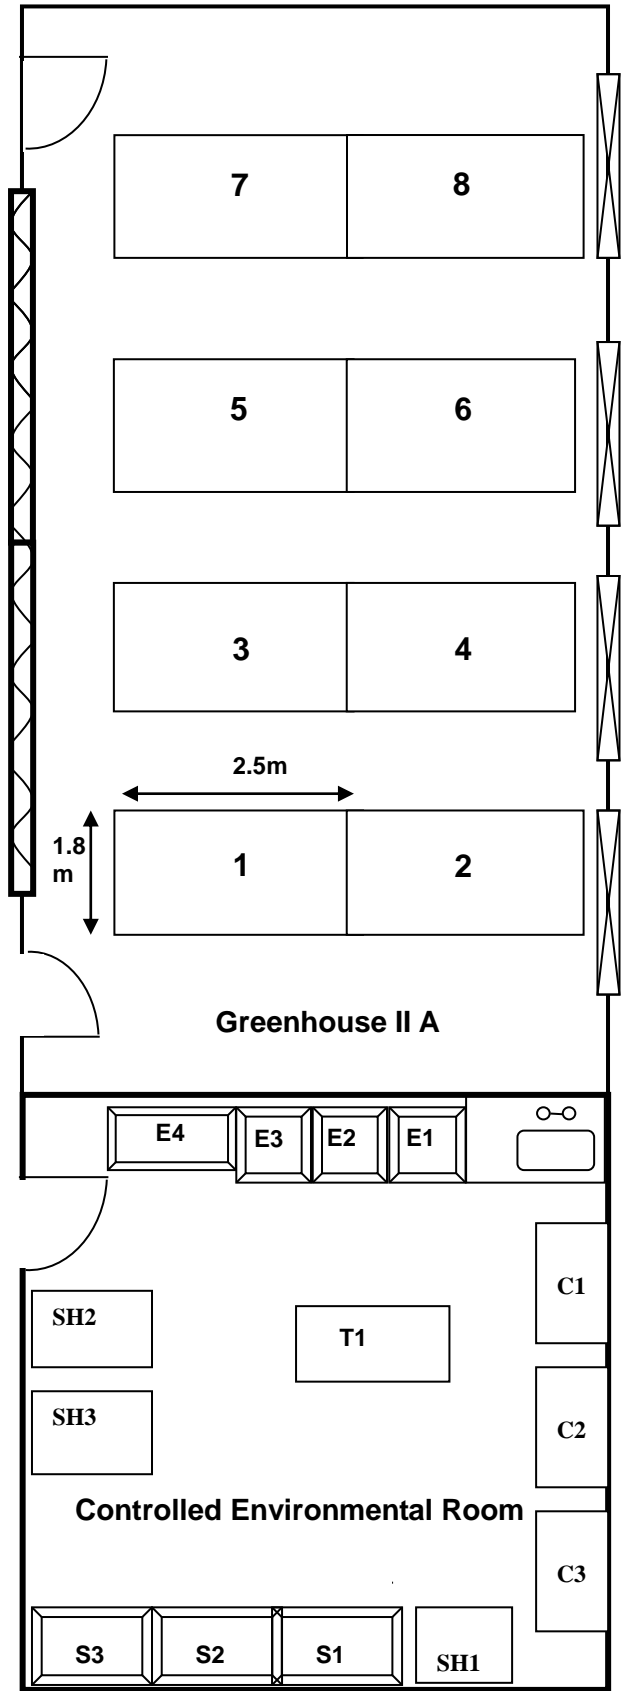 7 8
5 6
3 4
2.5m
1.8
m
1 2
Greenhouse II A
E4 E3 E2 E1
C1
SH2
T1
SH3
C2
Controlled Environmental Room
C3
S3 S2 S1 SH1